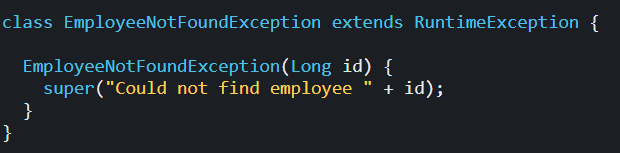 class EmployeeNotFoundException extends RuntimeException {
EmployeeNotFoundException(Long id) {
super("Could not find employee " + id);
}
}